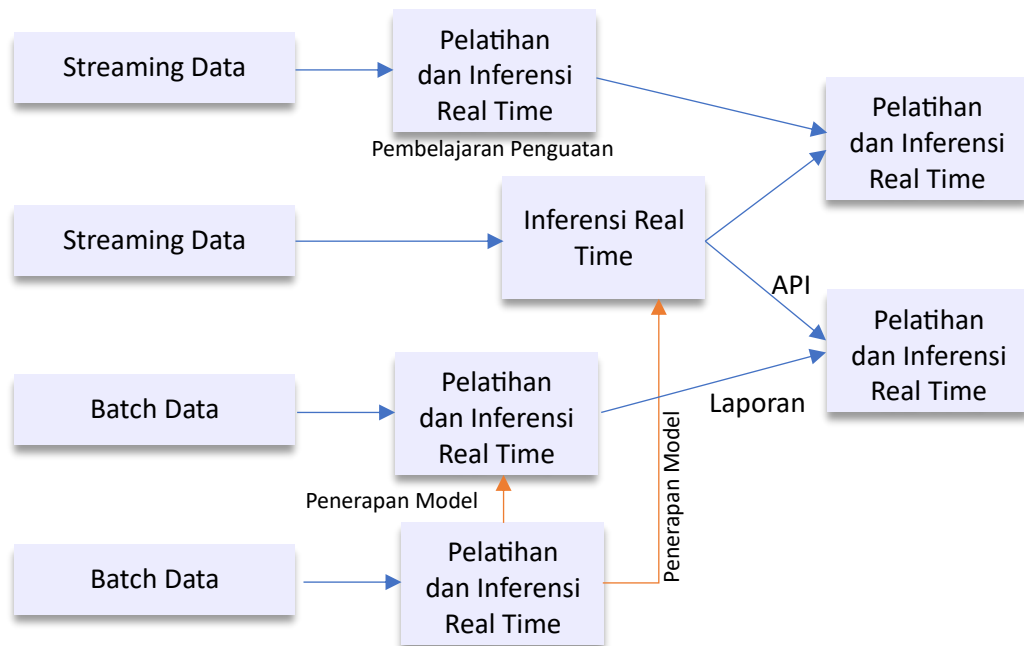 Streaming Data
Pelatihan
dan Inferensi
Real Time
Pembelajaran Penguatan
Pelatihan
dan Inferensi
Real Time
Streaming Data
Inferensi Real
Time
API
Pelatihan
dan Inferensi
Real Time
Batch Data
Pelatihan
dan Inferensi
Real Time
Laporan
Penerapan Model
Penerapan Model
Batch Data
Pelatihan
dan Inferensi
Real Time